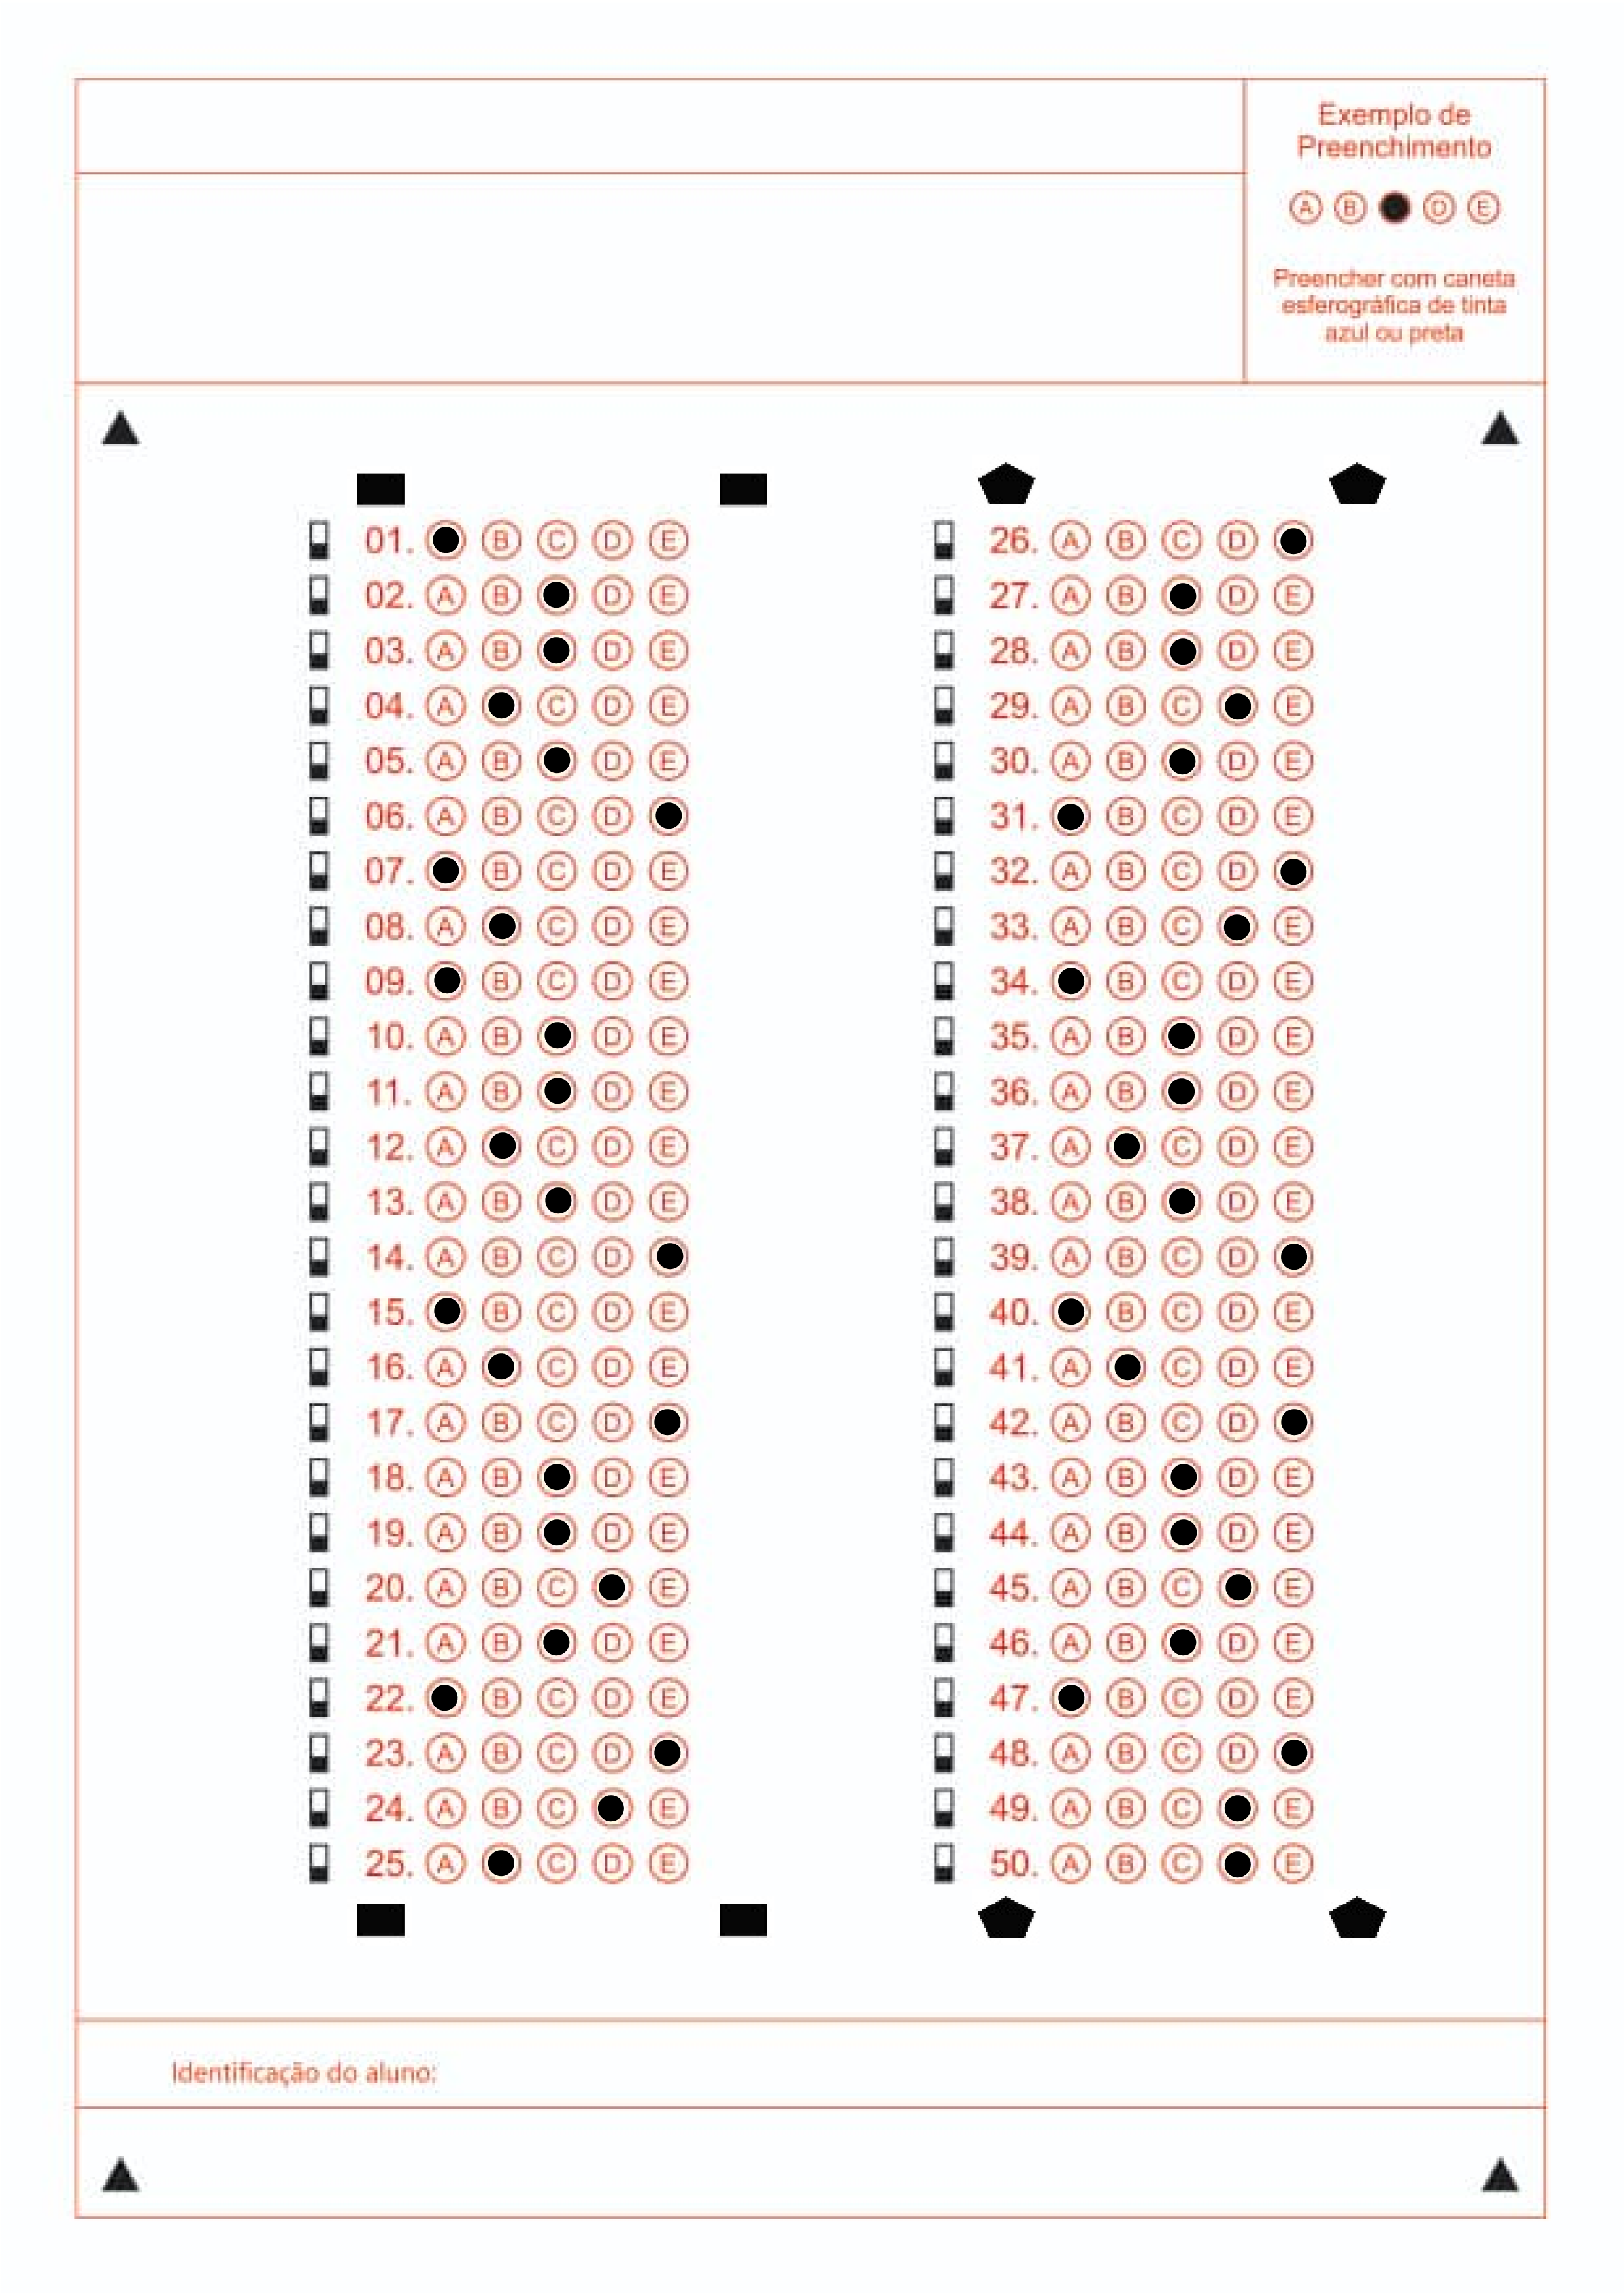 Exemplo de
Preenchimento
A B D E
Preencher com caneta
esferográfica de tinta
azul ou preta
01. B C D E
02. A B D E
03. A B D E
04. A C D E
05. A B D E
06. A B C D
07. B C D E
08. A C D E
09. B C D E
10. A B D E
11. A B D E
12. A C D E
13. A B D E
14. A B C D
15. B C D E
16. A C D E
17. A B C D
18. A B D E
19. A B D E
20. A B C E
21. A B D E
22. B C D E
23. A B C D
24. A B C E
25. A C D E
26. A B C D
27. A B D E
28. A B D E
29. A B C E
30. A B D E
31. B C D E
32. A B C D
33. A B C E
34. B C D E
35. A B D E
36. A B D E
37. A C D E
38. A B D E
39. A B C D
40. B C D E
41. A C D E
42. A B C D
43. A B D E
44. A B D E
45. A B C E
46. A B D E
47. B C D E
48. A B C D
49. A B C E
50. A B C E
Identificação do aluno: